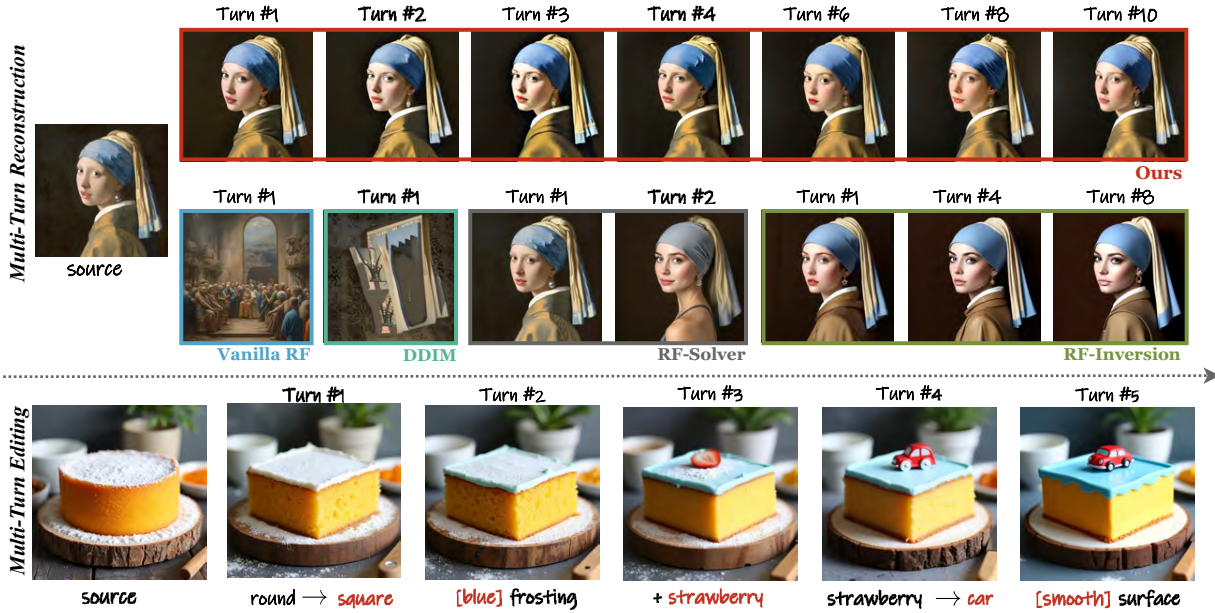 Multi-Turn Reconstruction
Turn #1 Turn #2 Turn #3 Turn #4 Turn #6 Turn #8 Turn #10
source
Ours
Turn #1 Turn #1 Turn #1 Turn #2 Turn #1 Turn #4 Turn #8
Vanilla RF DDIM RF-Solver RF-Inversion
Multi-Turn Editing
Turn #1 Turn #2 Turn #3 Turn #4 Turn #5
source round → square [blue] frosting + strawberry strawberry → car [smooth] surface